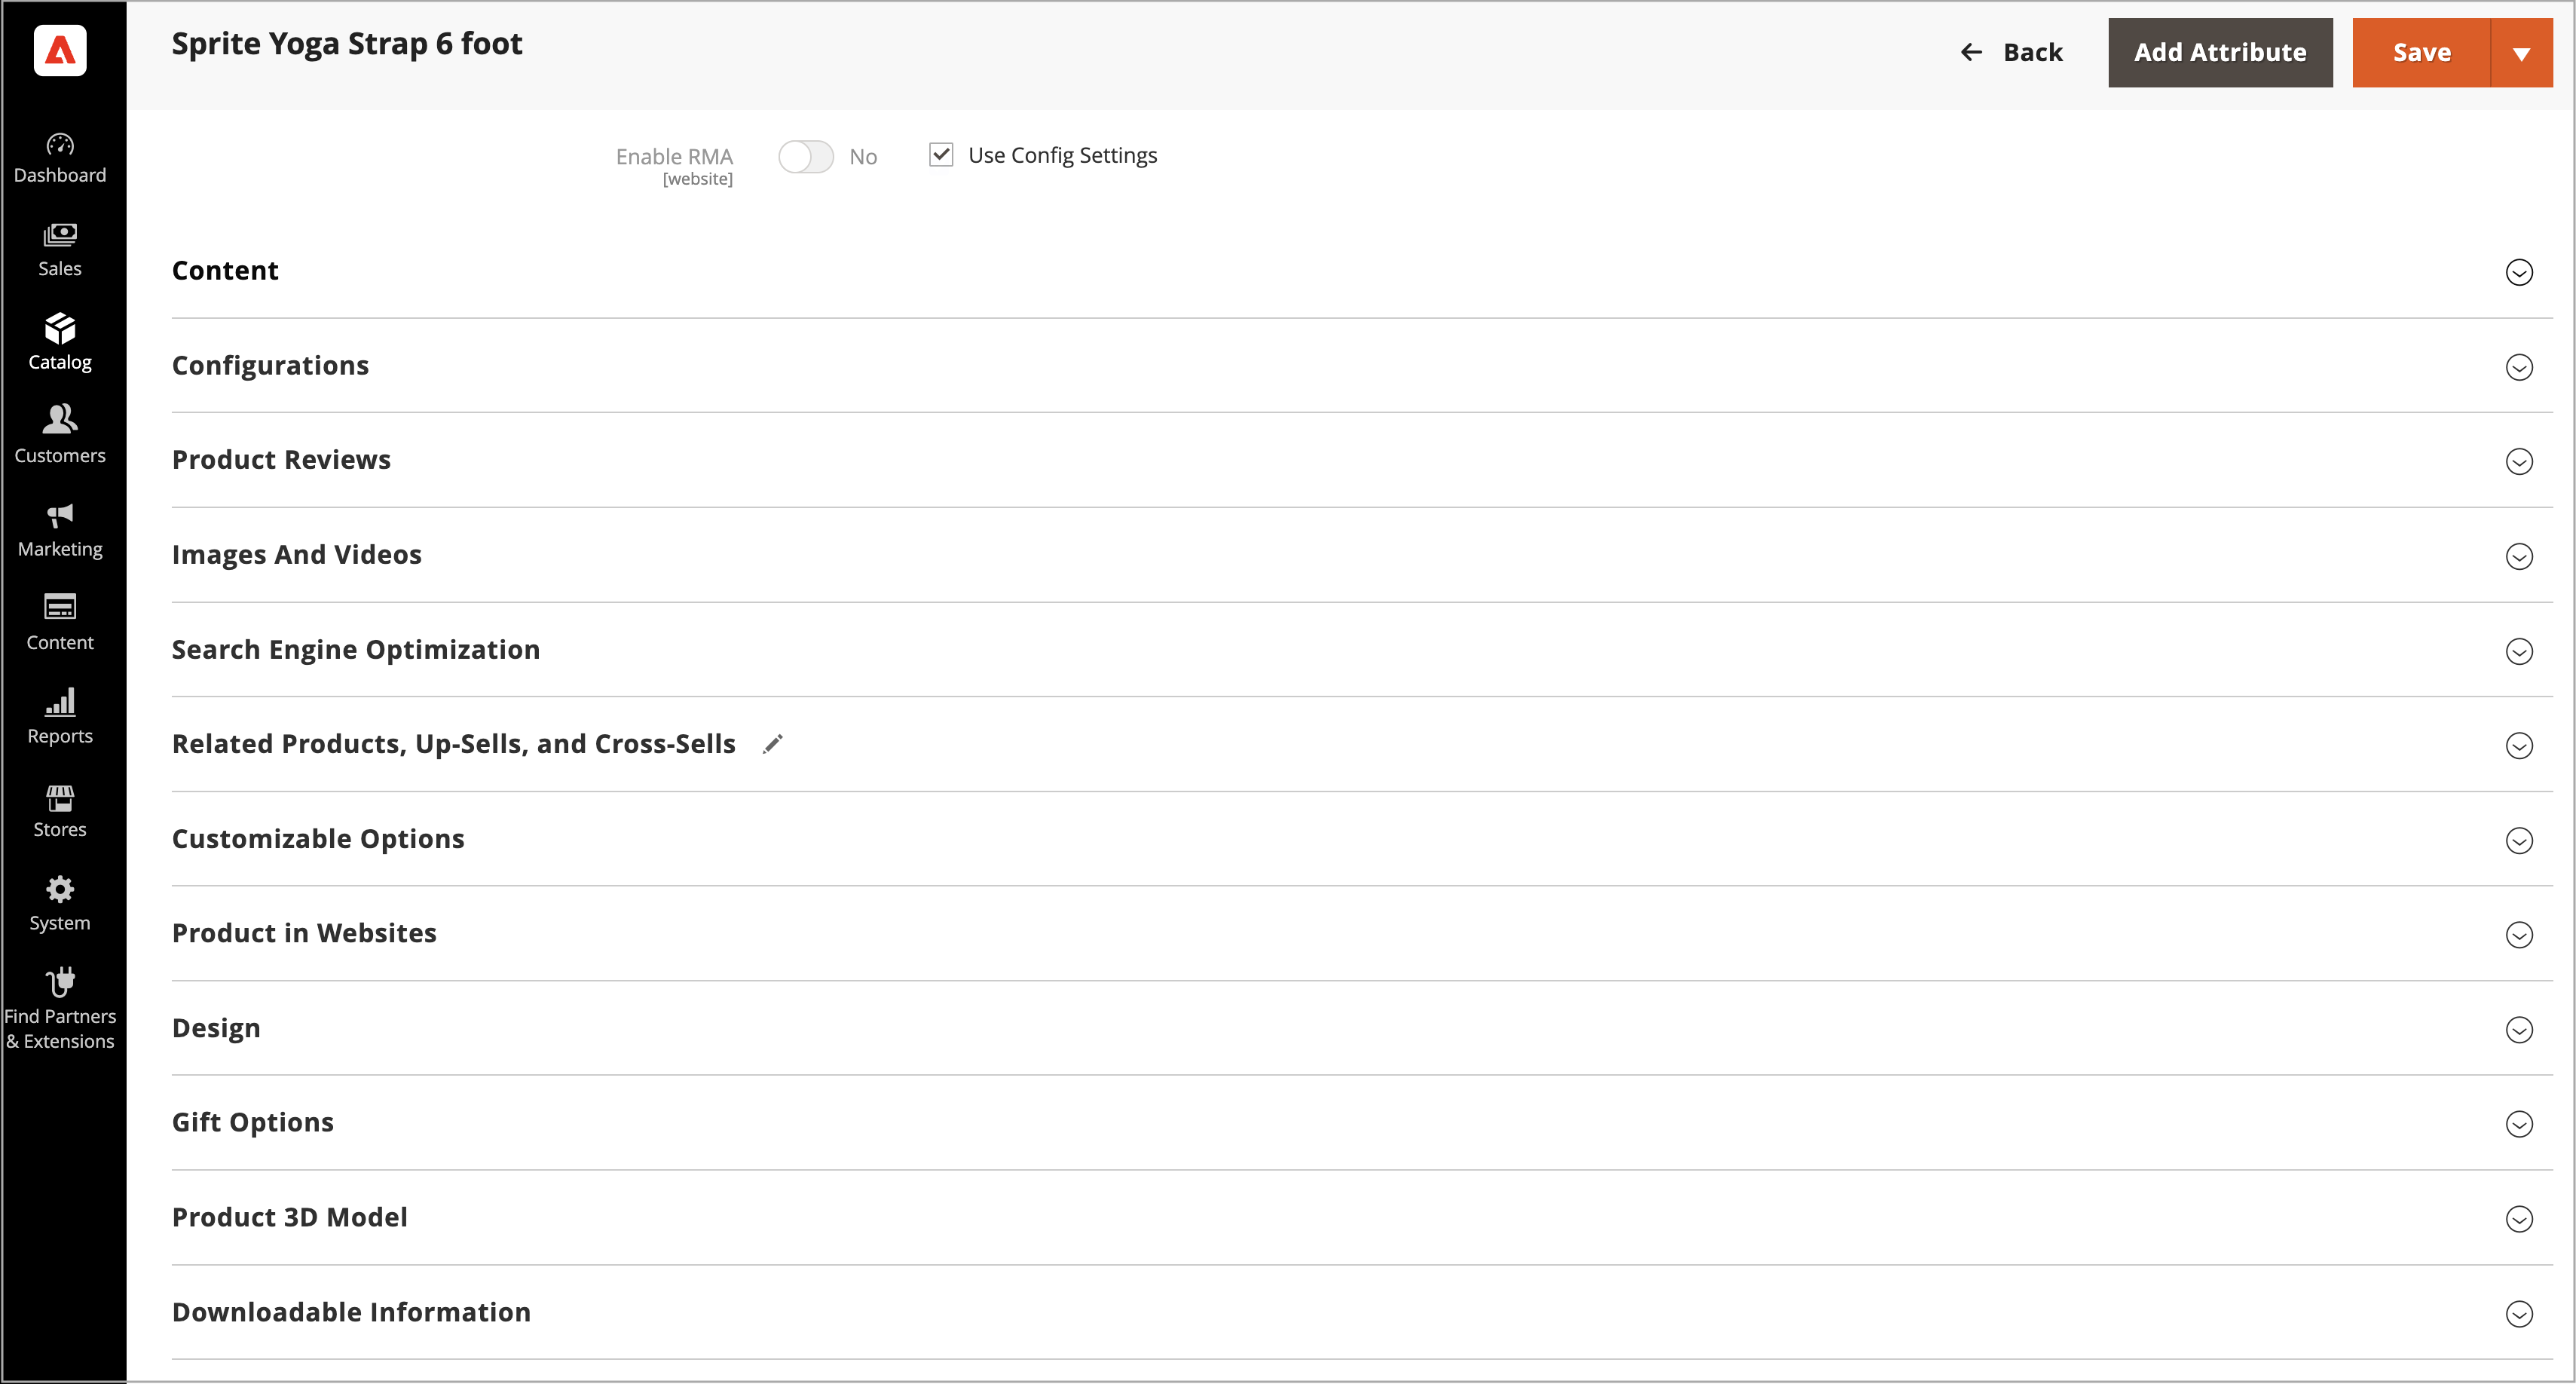 Sprite Yoga Strap 6 foot
Back
Add Attribute
Save
Dashboard
Sales
Catalog
Customers
Marketing
Content
Reports
Stores
System
Find Partners
& Extensions
Enable RMA
[website]
No
Use Config Settings
Content
Configurations
Product Reviews
Images And Videos
Search Engine Optimization
Related Products, Up-Sells, and Cross-Sells
Customizable Options
Product in Websites
Design
Gift Options
Product 3D Model
Downloadable Information